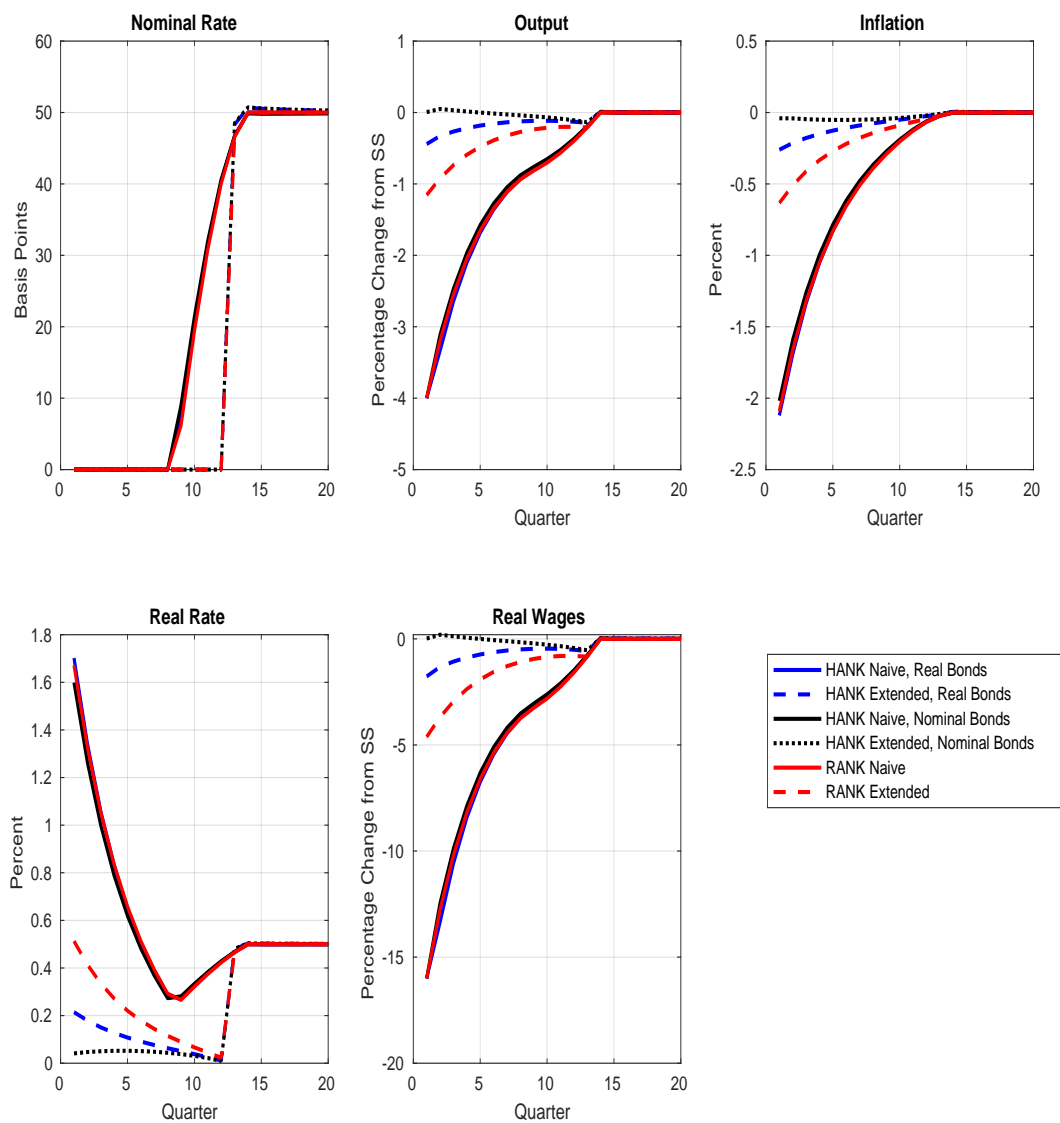 Nominal Rate
60
50
40
30
20
10
0
Basis Points
0 5 10 15 20
Output
1
0
-1
-2
-3
-4
-5
Percentage Change from SS
0 5 10 15 20
Quarter
Inflation
0.5
0
-0.5
-1
-1.5
-2
-2.5
Percent
0 5 10 15 20
Quarter
Real Rate
1.8
1.6
1.4
1.2
1
0.8
0.6
0.4
0.2
0
Percent
0 5 10 15 20
Quarter
Real Wages
0
-5
-10
-15
-20
Percentage Change from SS
0 5 10 15 20
Quarter
HANK Naive, Real Bonds
HANK Extended, Real Bonds
HANK Naive, Nominal Bonds
HANK Extended, Nominal Bonds
RANK Naive
RANK Extended